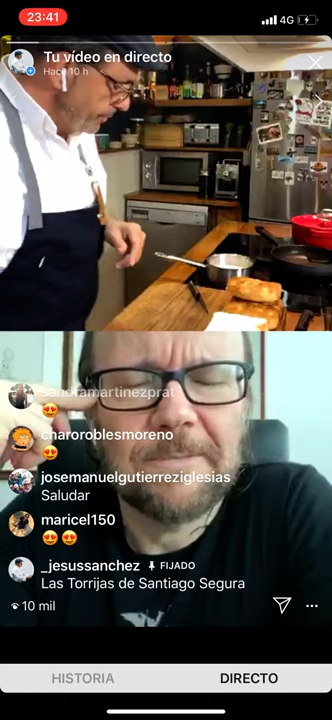 23:41
4G
Tu vídeo en directo
Hace 10 h
sandramartinezprat
charoroblesmoreno
josemanuelgutierreziglesias
Saludar
maricel150
_jesussanchez FIJADO
Las Torrijas de Santiago Segura
10 mil
HISTORIA DIRECTO